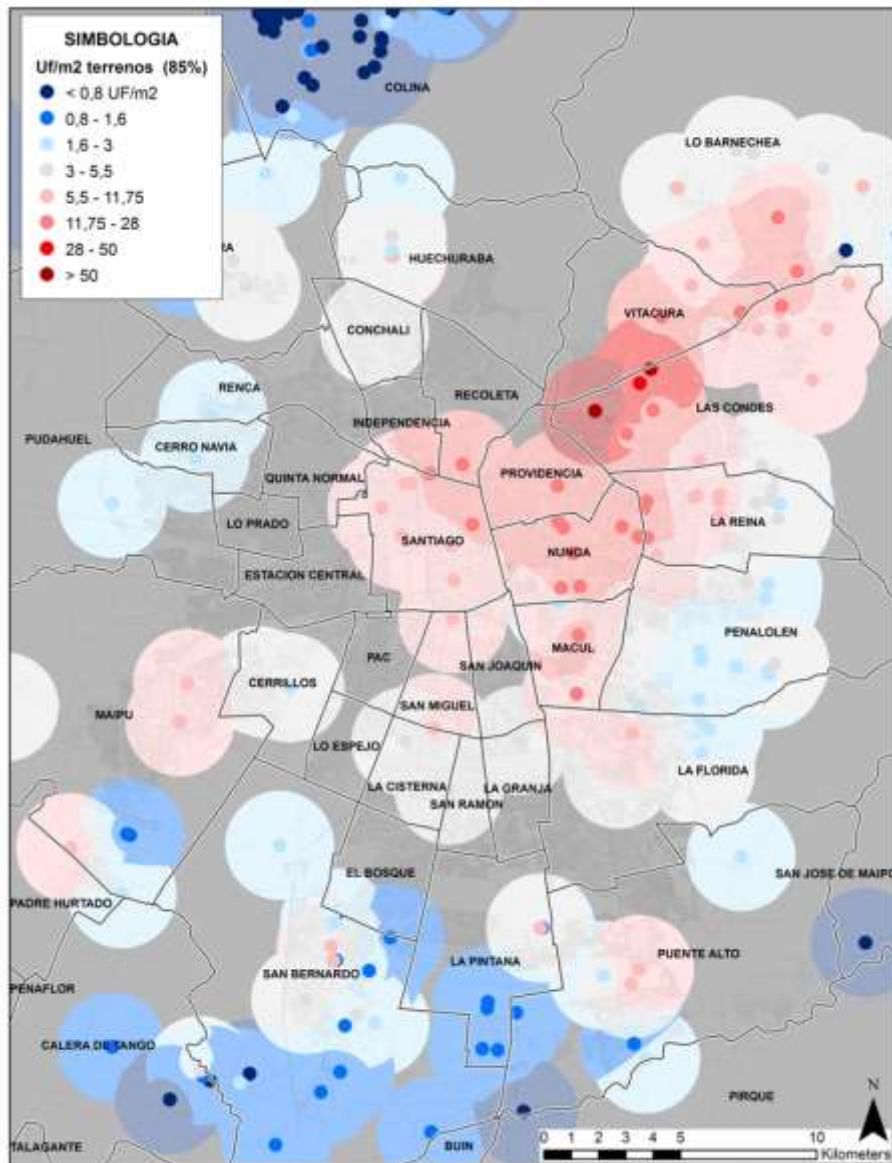 SIMBOLOGIA
Uf/m2 terrenos (85%)
< 0,8 UF/m2
0,8 - 1,6
1,6 - 3
3 - 5,5
5,5 - 11,75
11,75 - 28
28 - 50
> 50
COLINA
LO BARNECHEA
RA
HUECHURABA
VITACURA
CONCHALI
RENCA
RECOLETA
LAS CONDES
INDEPENDENCIA
PUDAHUEL
CERRO NAVIA
PROVIDENCIA
QUINTA NORMAL
LO PRADO
LA REINA
SANTIAGO
NUNOA
ESTACION CENTRAL
PENALOLEN
PAC
MACUL
SAN JOAQUIN
CERRILLOS
SAN MIGUEL
MAIPU
LO ESPEJO
LA FLORIDA
LA CISTERNA
LA GRANJA
SAN RAMON
EL BOSQUE
SAN JOSE DE MAIPO
PADRE HURTADO
PUENTE ALTO
LA PINTANA
SAN BERNARDO
PENAFLOR
CALERA DE TANGO
PIRQUE
N
TALAGANTE
BUIN
0 1 2 3 4 5 10
Kilometers